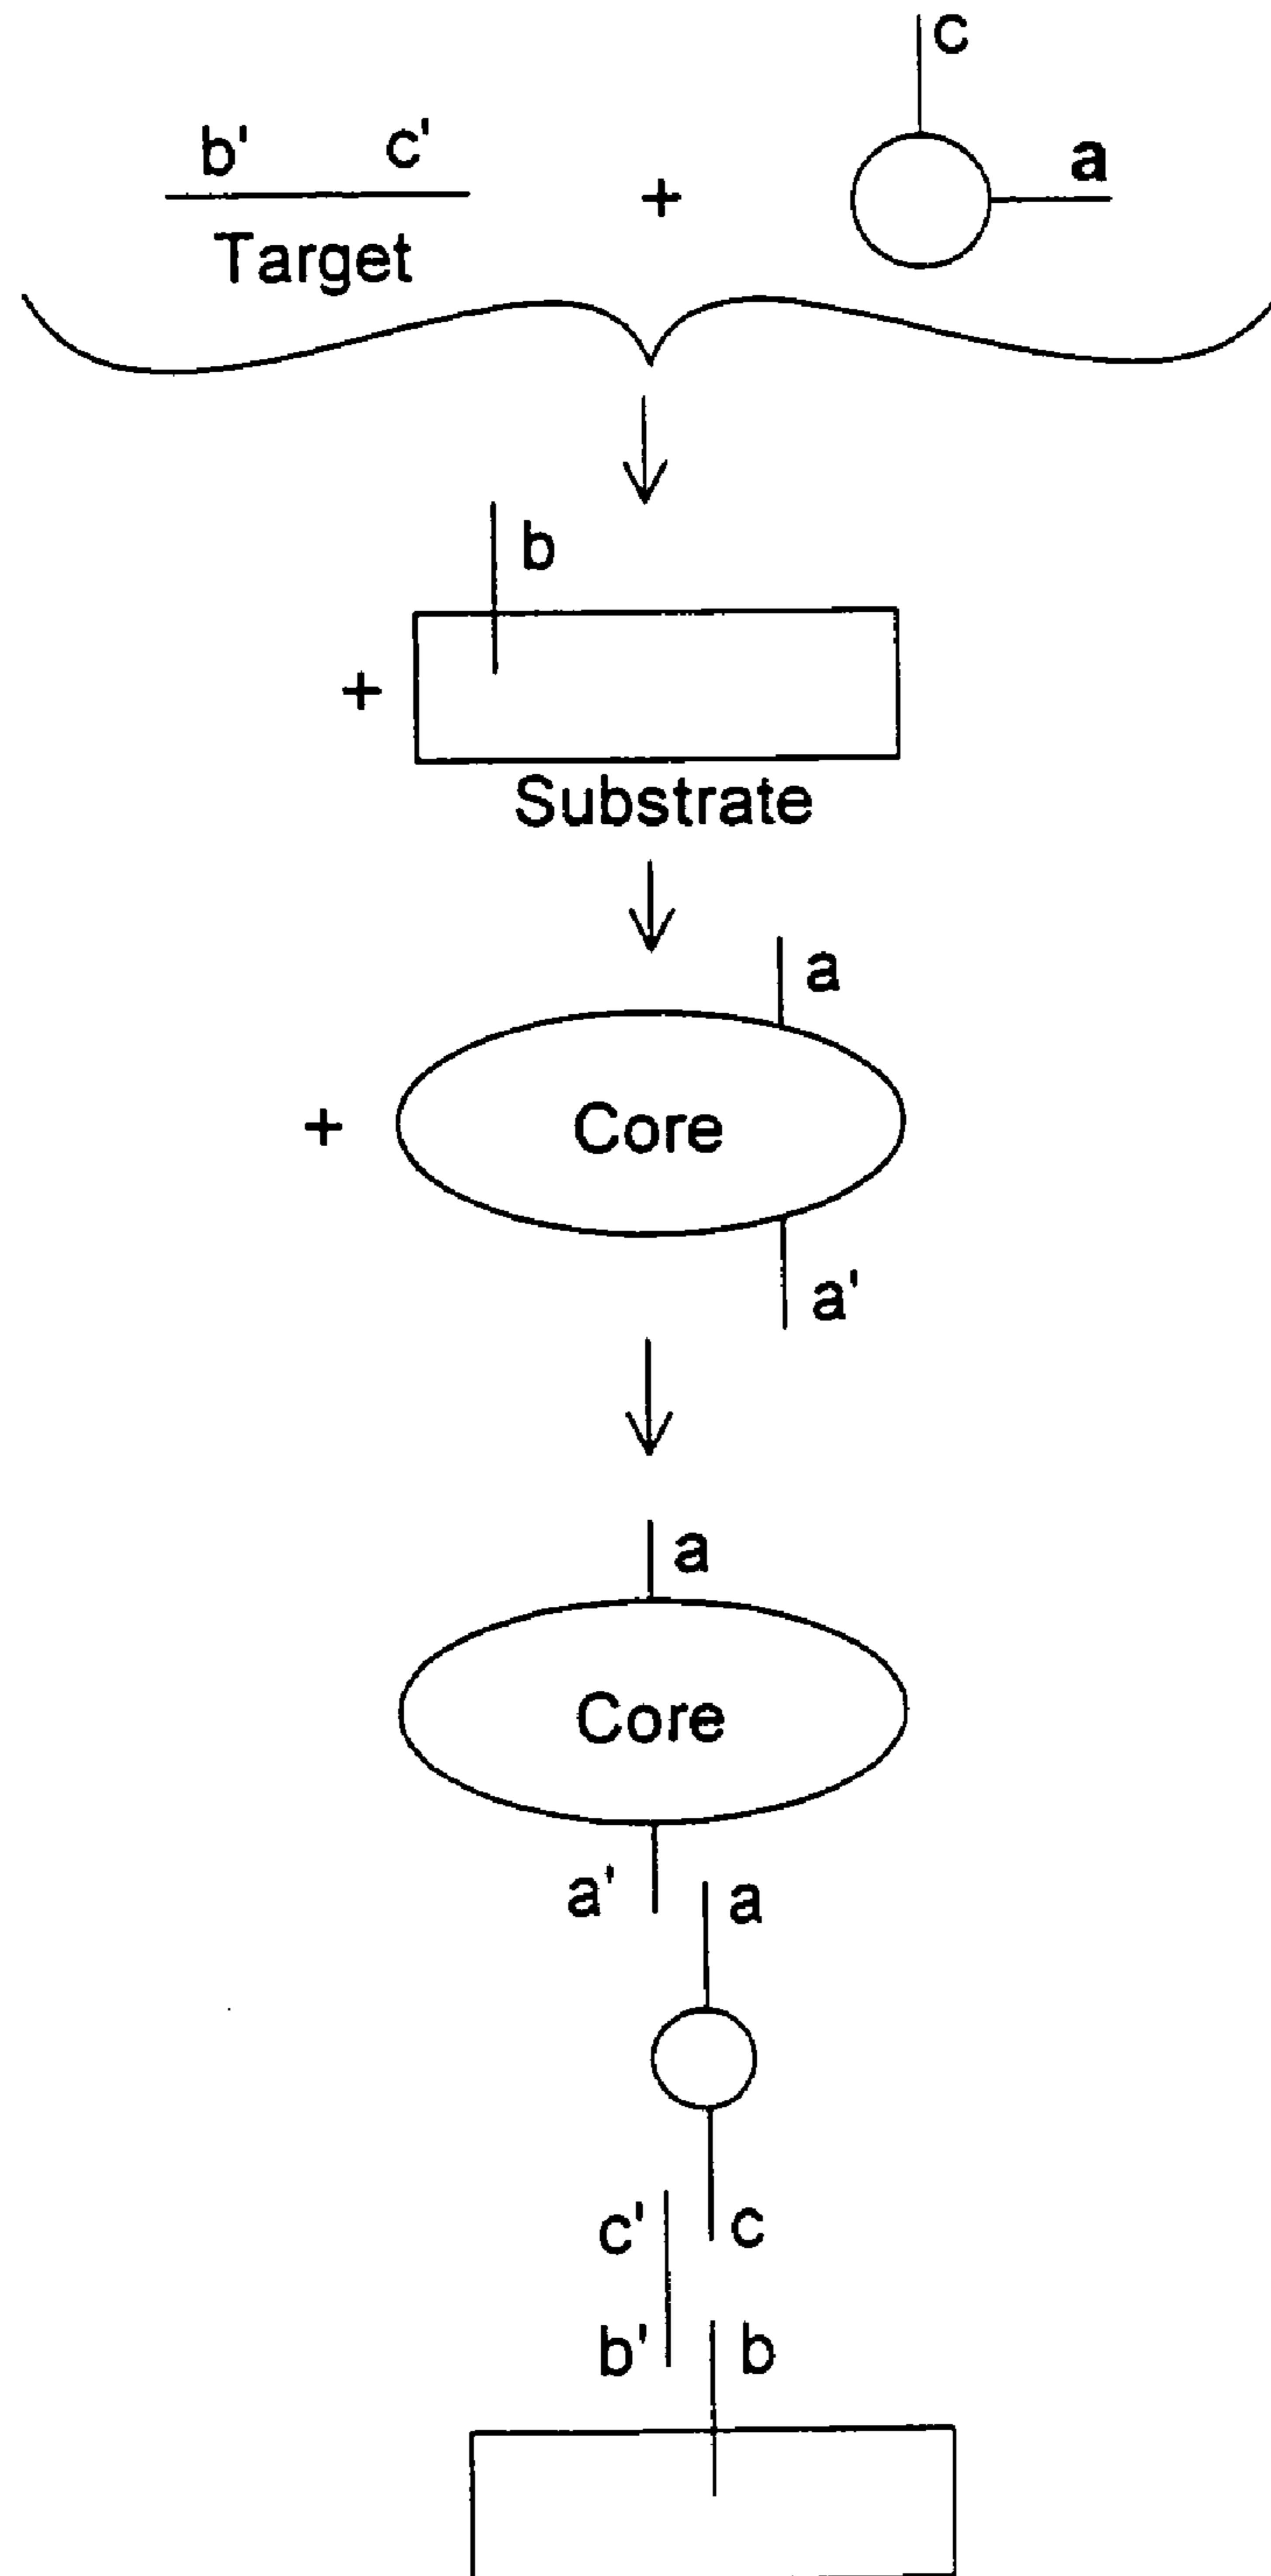 c
b' c' + a
Target
b
+
Substrate
a
+ Core
a'
a
Core
a' a
c' c
b' b